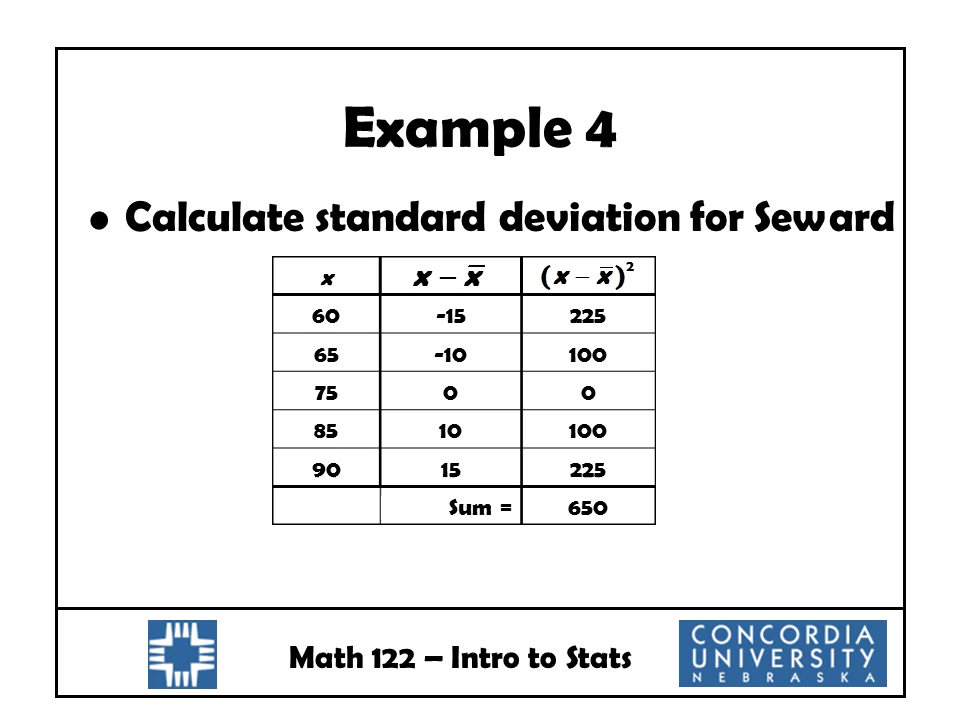 Example 4
• Calculate standard deviation for Seward
x x − x̄ (x − x̄)²
60 -15 225
65 -10 100
75 0 0
85 10 100
90 15 225
Sum = 650
Math 122 – Intro to Stats
CONCORDIA
UNIVERSITY
NEBRASKA